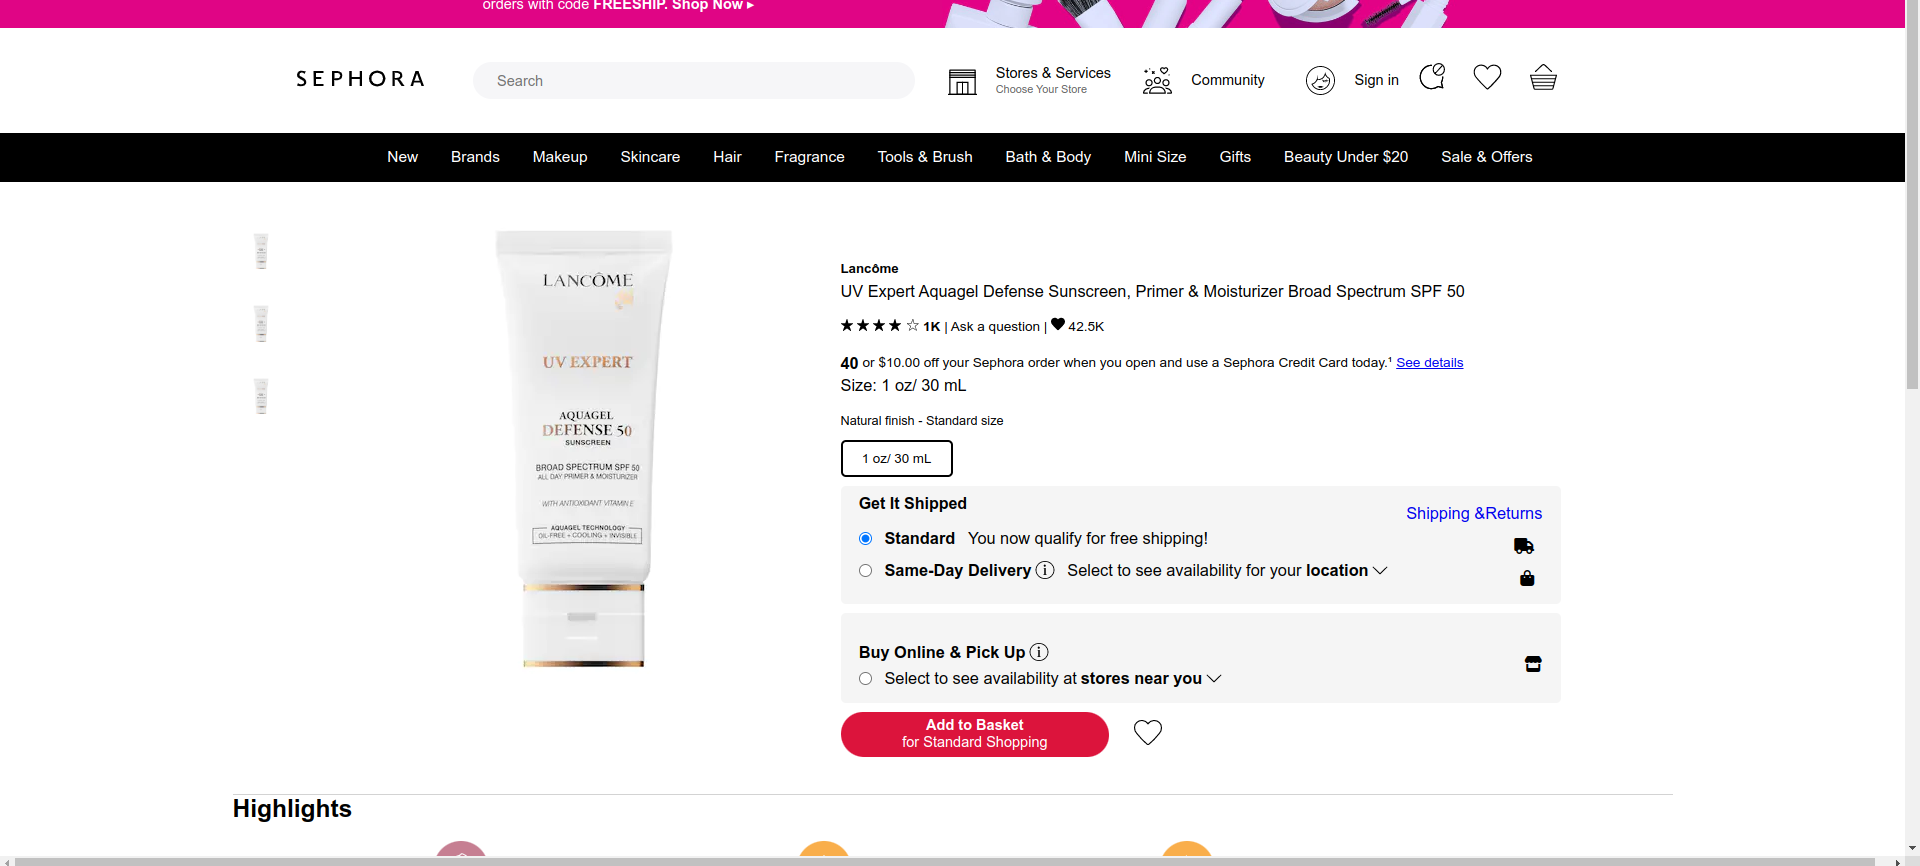 orders with code FREESHIP. Shop Now ▸
SEPHORA
Search
Stores & Services
Choose Your Store
Community
Sign in
New Brands Makeup Skincare Hair Fragrance Tools & Brush Bath & Body Mini Size Gifts Beauty Under $20 Sale & Offers
LANCÔME
UV EXPERT
AQUAGEL
DEFENSE 50
SUNSCREEN
BROAD SPECTRUM SPF 50
ALL DAY PRIMER & MOISTURIZER
WITH ANTIOXIDANT VITAMIN E
AQUAGEL TECHNOLOGY
OIL-FREE + COOLING + INVISIBLE
Lancôme
UV Expert Aquagel Defense Sunscreen, Primer & Moisturizer Broad Spectrum SPF 50
★★★★☆ 1K | Ask a question | ♥ 42.5K
40 or $10.00 off your Sephora order when you open and use a Sephora Credit Card today.¹ See details
Size: 1 oz/ 30 mL
Natural finish - Standard size
1 oz/ 30 mL
Get It Shipped
Shipping &Returns
Standard You now qualify for free shipping!
Same-Day Delivery Select to see availability for your location
Buy Online & Pick Up
Select to see availability at stores near you
Add to Basket
for Standard Shopping
Highlights